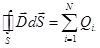 ∯_S D⃗dS⃗ = ∑_{i=1}^{N} Q_i.